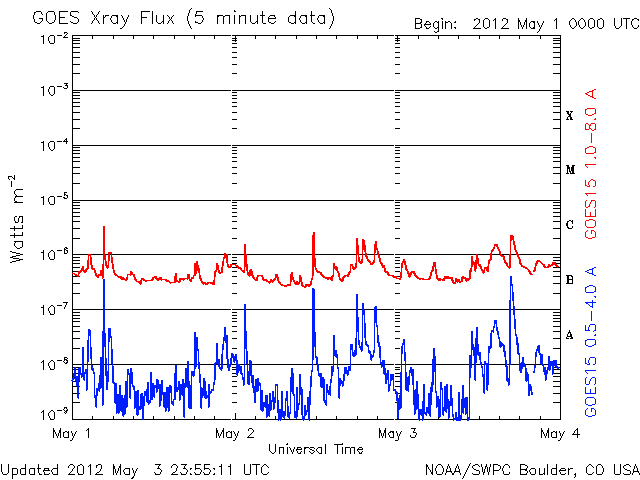 GOES Xray Flux (5 minute data)
Begin: 2012 May 1 0000 UTC
10-2
10-3
10-4
10-5
10-6
10-7
10-8
10-9
Watts m-2
X
M
C
B
A
GOES15 1.0-8.0 A
GOES15 0.5-4.0 A
May 1
May 2
May 3
May 4
Universal Time
Updated 2012 May 3 23:55:11 UTC
NOAA/SWPC Boulder, CO USA